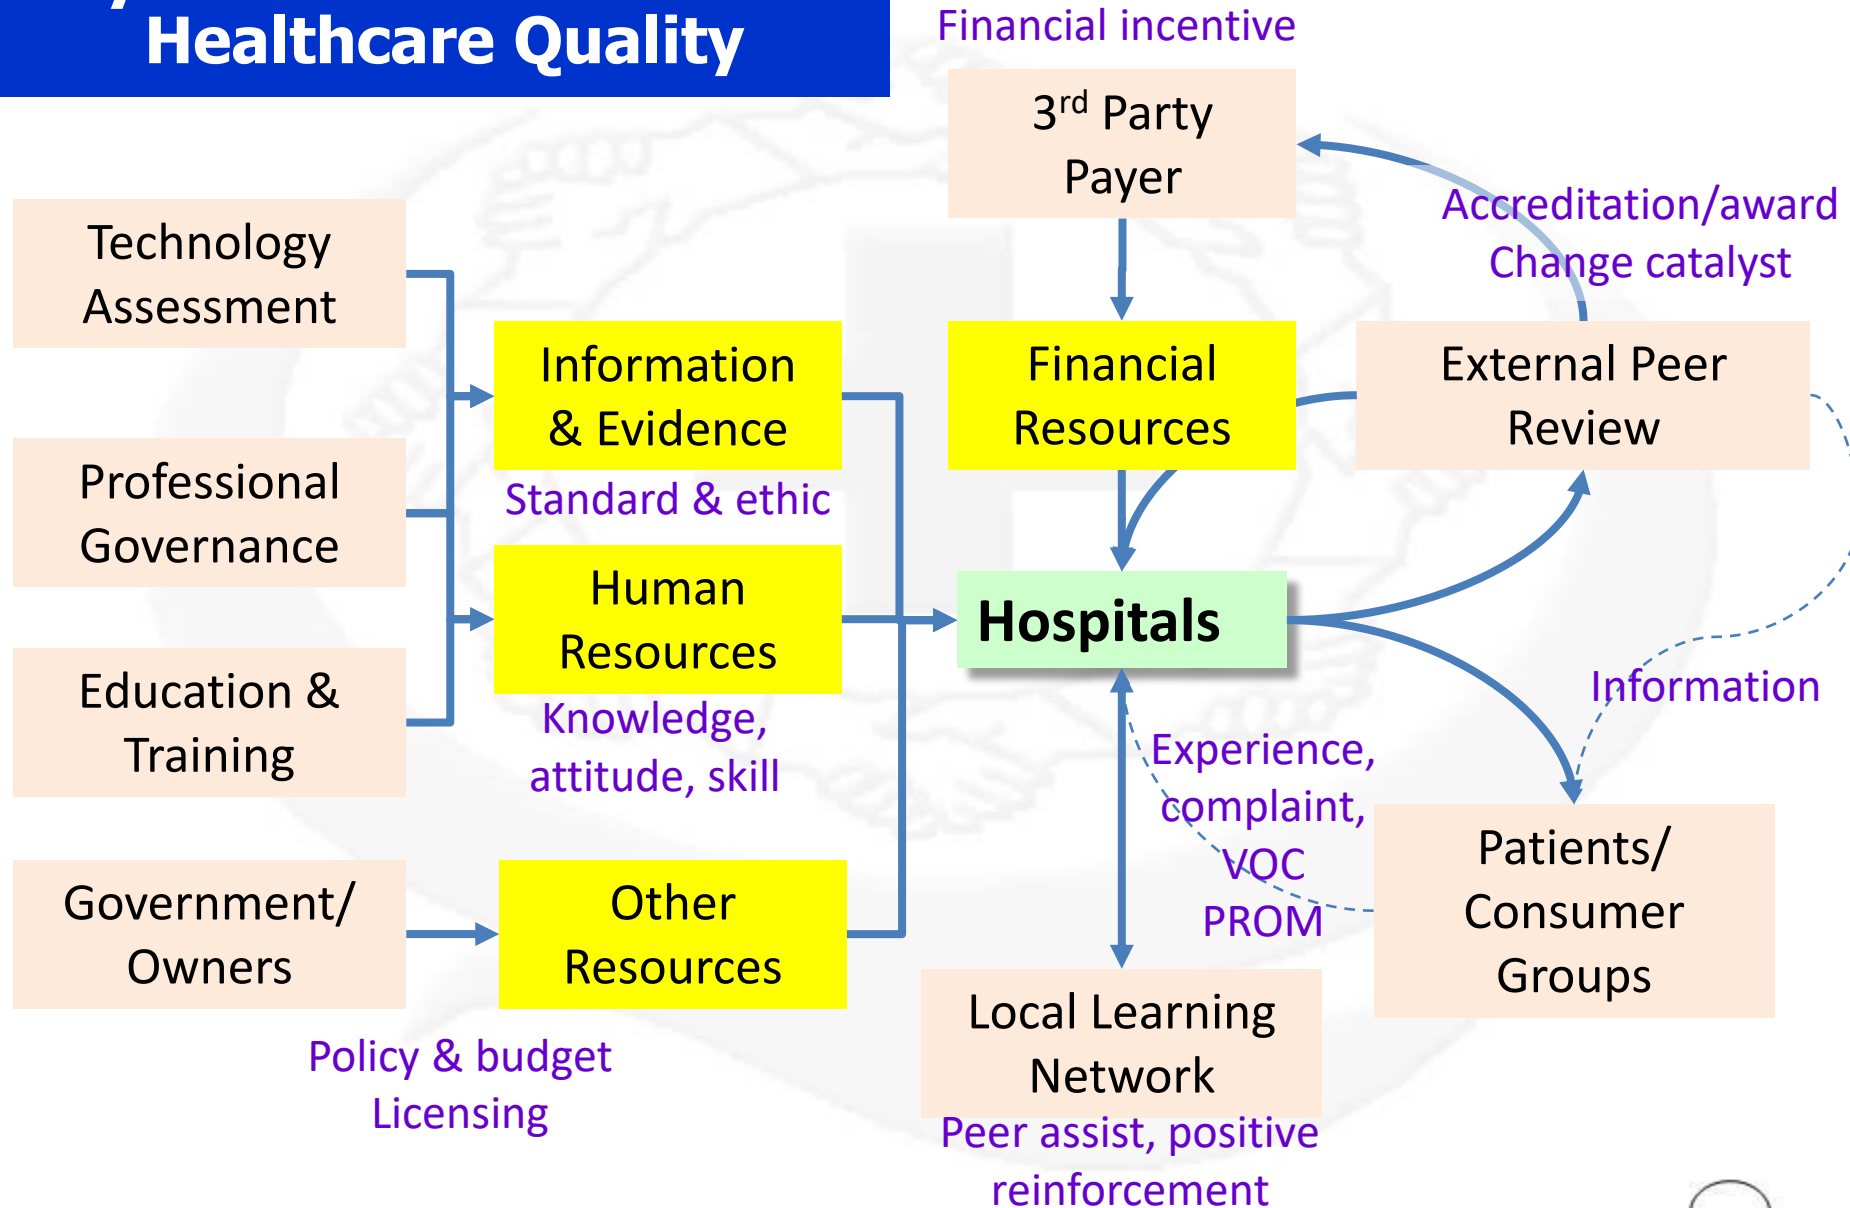 Healthcare Quality
Financial incentive
3rd Party
Payer
Accreditation/award
Change catalyst
Technology
Assessment
Information
& Evidence
Standard & ethic
Financial
Resources
External Peer
Review
Professional
Governance
Human
Resources
Knowledge,
attitude, skill
Hospitals
Education &
Training
Information
Experience,
complaint,
VOC
PROM
Patients/
Consumer
Groups
Government/
Owners
Other
Resources
Policy & budget
Licensing
Local Learning
Network
Peer assist, positive
reinforcement